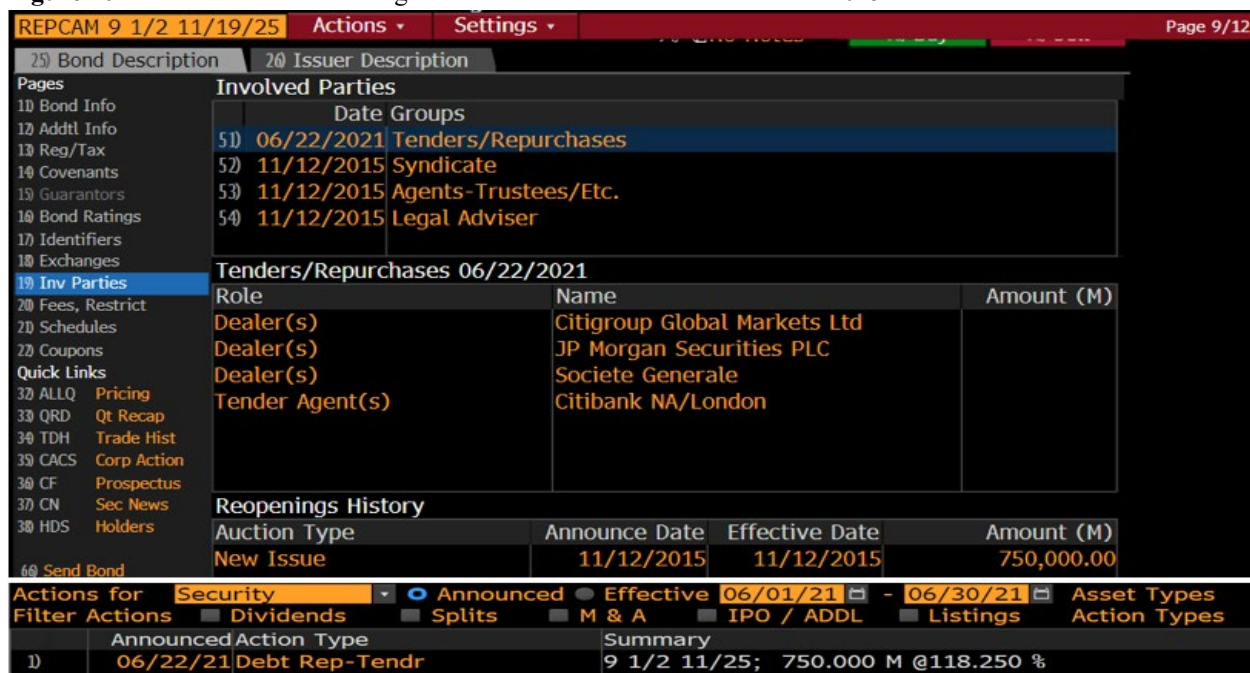 REPCAM 9 1/2 11/19/25 Actions Settings Page 9/12
25) Bond Description 26) Issuer Description
Pages
11) Bond Info
12) Addtl Info
13) Reg/Tax
14) Covenants
15) Guarantors
16) Bond Ratings
17) Identifiers
18) Exchanges
19) Inv Parties
20) Fees, Restrict
21) Schedules
22) Coupons
Quick Links
32) ALLQ Pricing
33) QRD Qt Recap
34) TDH Trade Hist
35) CACS Corp Action
36) CF Prospectus
37) CN Sec News
38) HDS Holders
66) Send Bond
Involved Parties
Date Groups
51) 06/22/2021 Tenders/Repurchases
52) 11/12/2015 Syndicate
53) 11/12/2015 Agents-Trustees/Etc.
54) 11/12/2015 Legal Adviser
Tenders/Repurchases 06/22/2021
Role Name Amount (M)
Dealer(s) Citigroup Global Markets Ltd
Dealer(s) JP Morgan Securities PLC
Dealer(s) Societe Generale
Tender Agent(s) Citibank NA/London
Reopenings History
Auction Type Announce Date Effective Date Amount (M)
New Issue 11/12/2015 11/12/2015 750,000.00
Actions for Security Announced Effective 06/01/21 - 06/30/21 Asset Types
Filter Actions Dividends Splits M & A IPO / ADDL Listings Action Types
Announced Action Type Summary
1) 06/22/21 Debt Rep-Tendr 9 1/2 11/25; 750.000 M @118.250 %